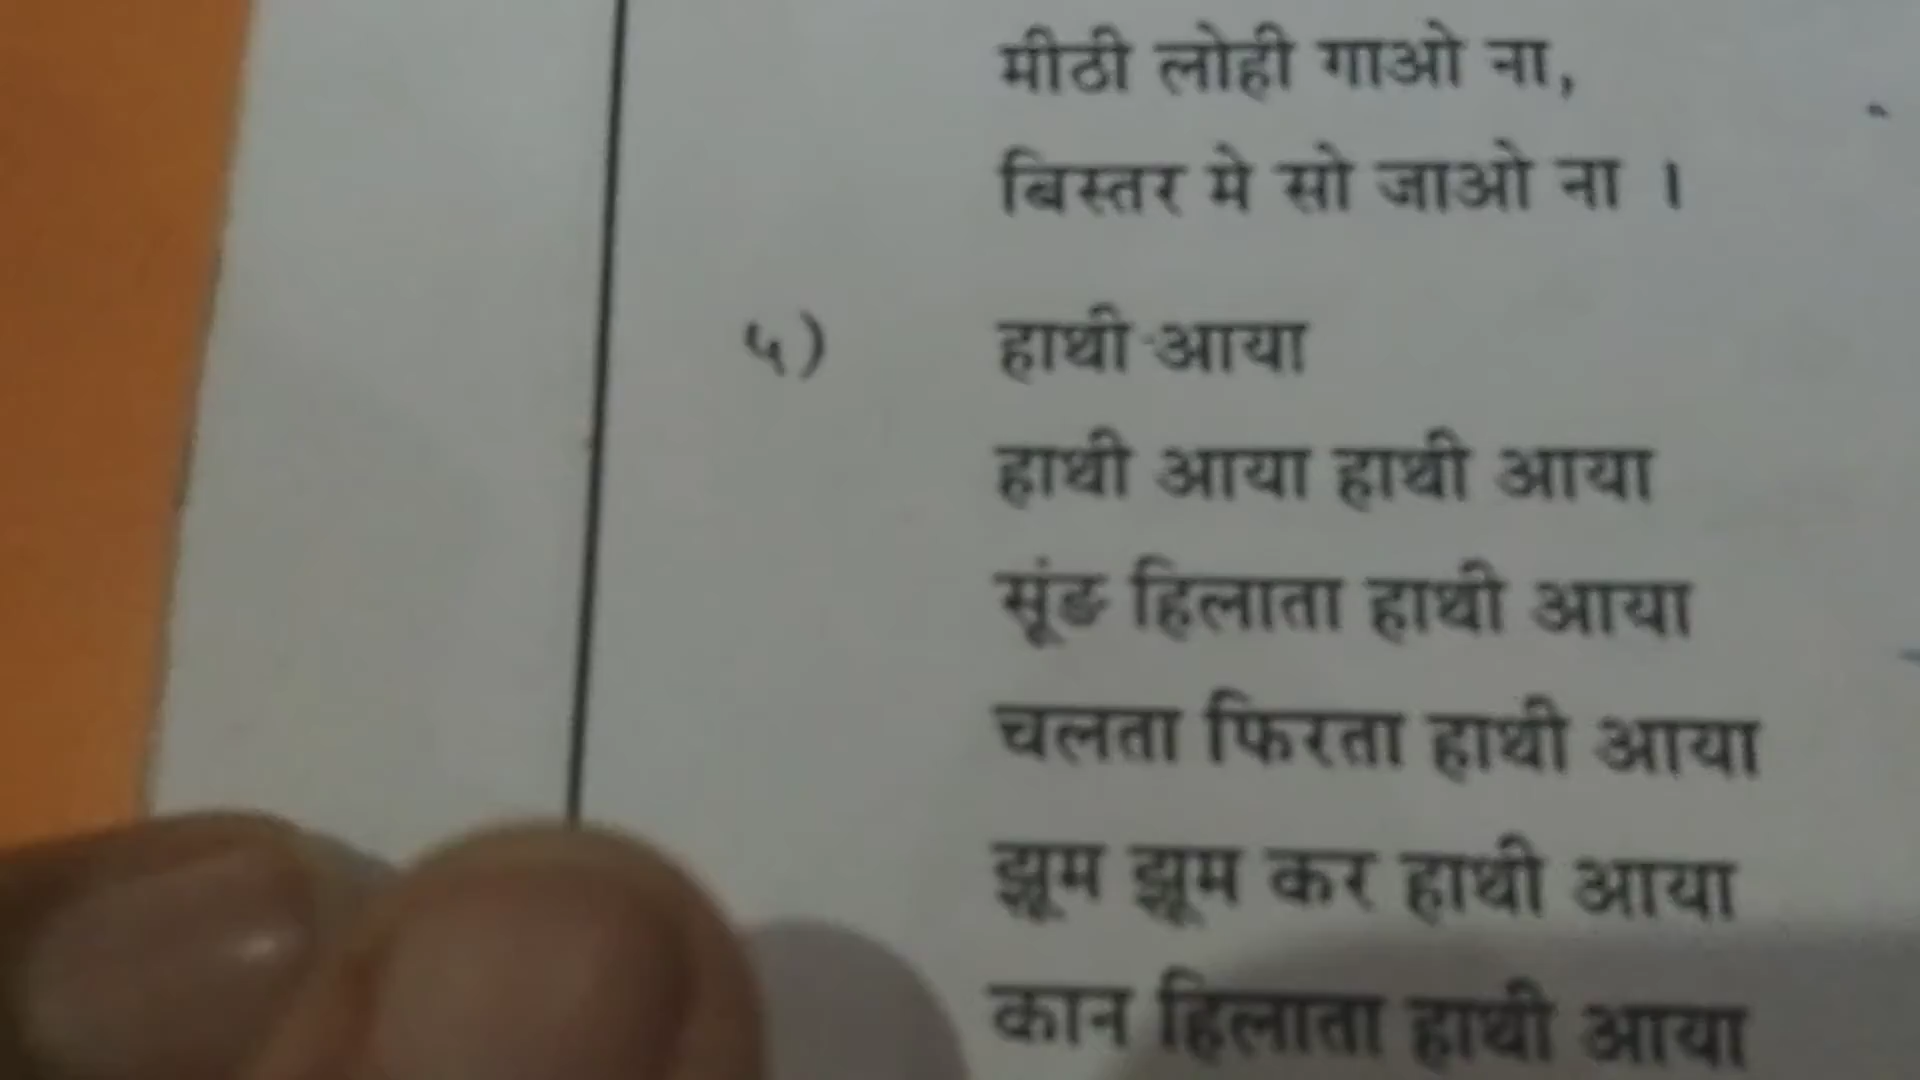 मीठी लोही गाओ ना,
बिस्तर मे सो जाओ ना ।
५) हाथी आया
हाथी आया हाथी आया
सूंङ हिलाता हाथी आया
चलता फिरता हाथी आया
झूम झूम कर हाथी आया
कान हिलाता हाथी आया